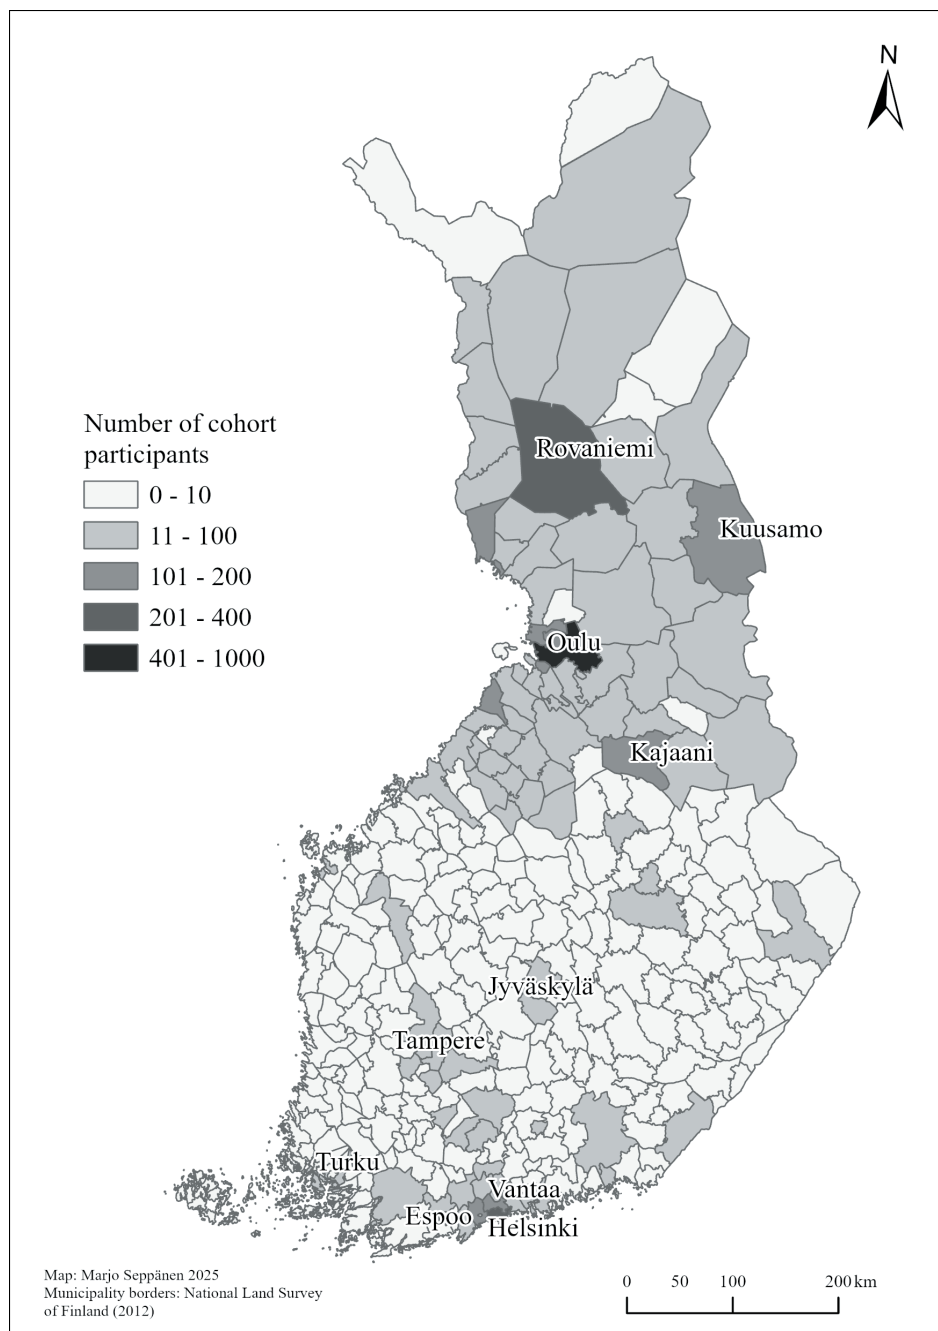 N
Number of cohort
participants
0 - 10
11 - 100
101 - 200
201 - 400
401 - 1000
Rovaniemi
Kuusamo
Oulu
Kajaani
Jyväskylä
Tampere
Turku
Vantaa
Espoo
Helsinki
Map: Marjo Seppänen 2025
Municipality borders: National Land Survey
of Finland (2012)
0 50 100 200 km